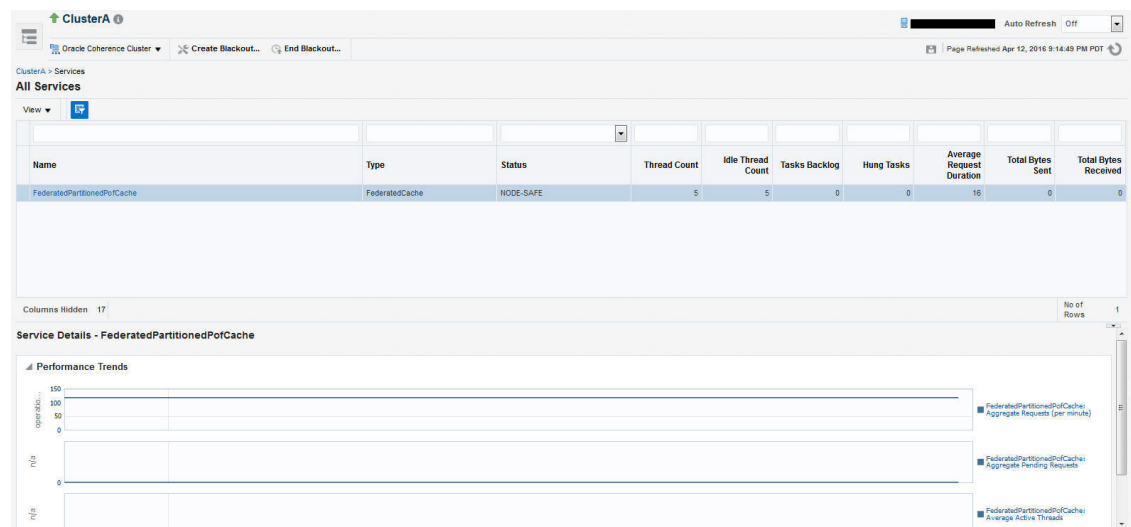 ClusterA
Auto Refresh Off
Oracle Coherence Cluster Create Blackout... End Blackout...
Page Refreshed Apr 12, 2016 9:14:49 PM PDT
ClusterA > Services
All Services
View
Name Type Status Thread Count Idle Thread Count Tasks Backlog Hung Tasks Average Request Duration Total Bytes Sent Total Bytes Received
FederatedPartitionedPofCache FederatedCache NODE-SAFE 5 5 0 0 16 0 0
Columns Hidden 17
No of Rows 1
Service Details - FederatedPartitionedPofCache
Performance Trends
operatio...
150
100
50
0
FederatedPartitionedPofCache:
Aggregate Requests (per minute)
n/a
0
FederatedPartitionedPofCache:
Aggregate Pending Requests
n/a
FederatedPartitionedPofCache:
Average Active Threads